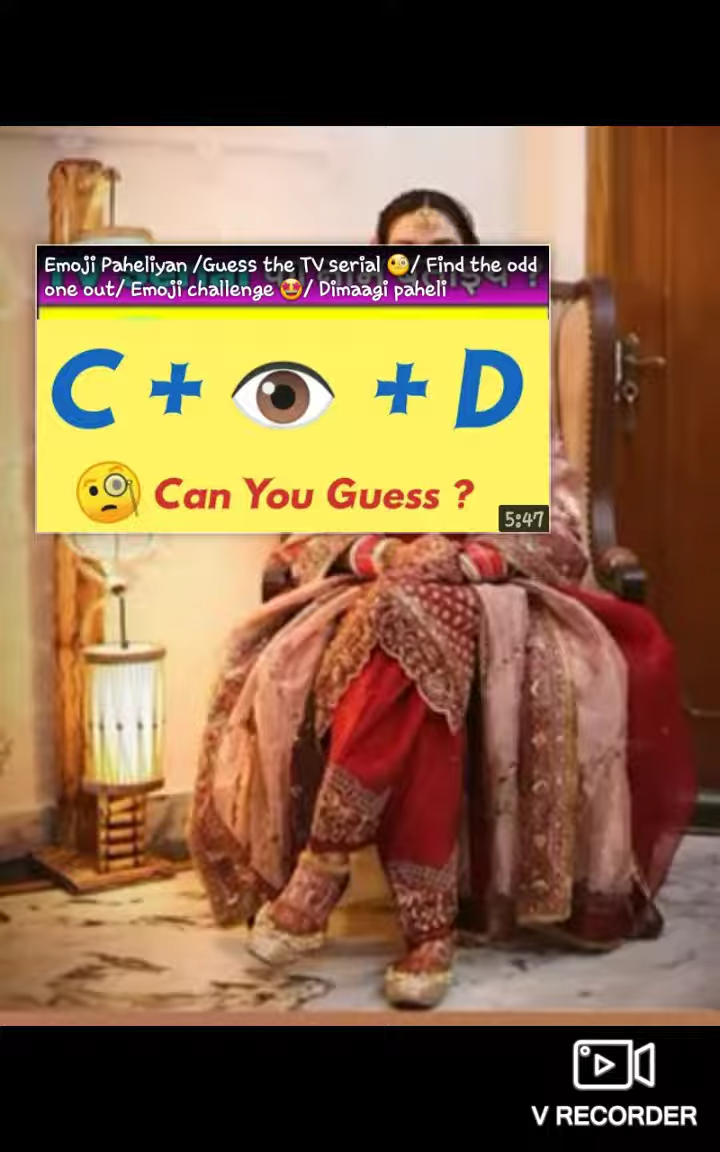 Emoji Paheliyan /Guess the TV serial 🧐/ Find the odd
one out/ Emoji challenge 🤩/ Dimaagi paheli
C + 👁 + D
🧐 Can You Guess ?
5:47
V RECORDER